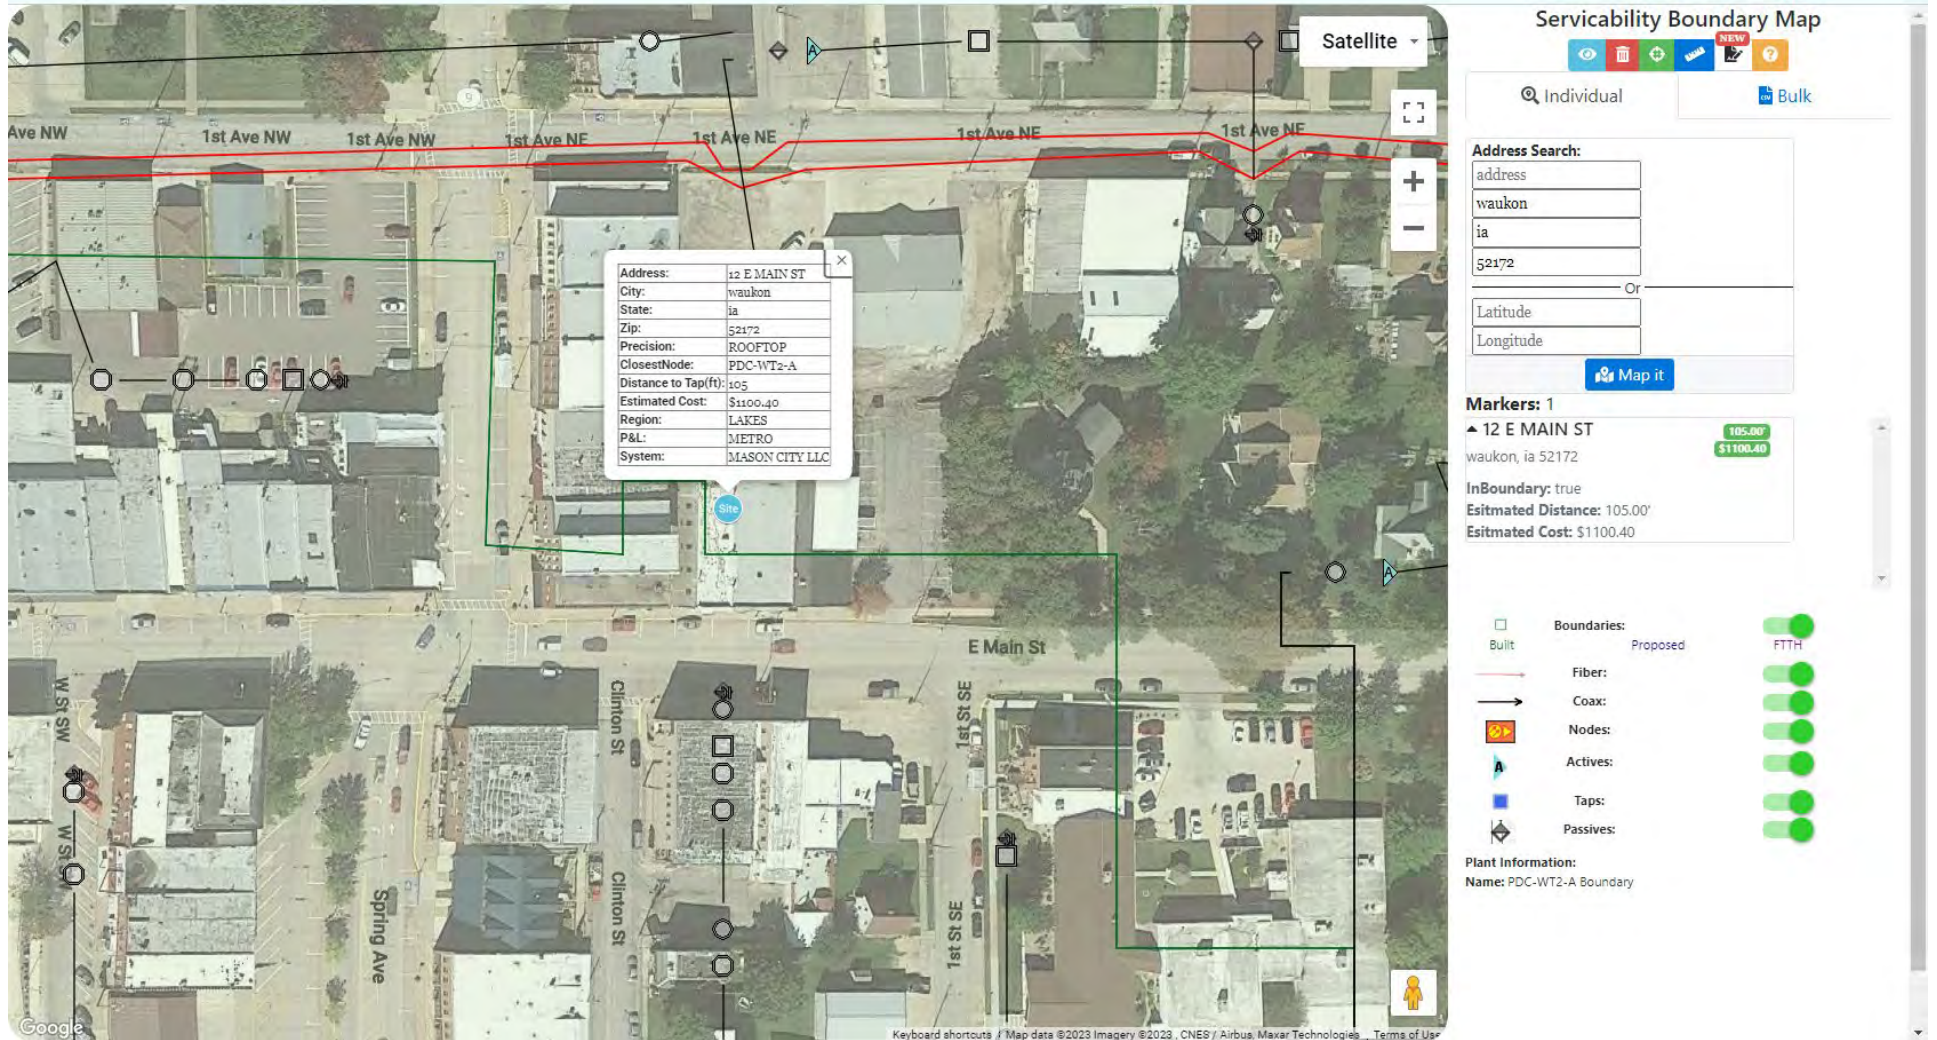 Servicability Boundary Map
NEW
Individual
Bulk
Address Search:
address
waukon
ia
52172
Or
Latitude
Longitude
Map it
Markers: 1
12 E MAIN ST
105.00'
$1100.40
waukon, ia 52172
InBoundary: true
Esitmated Distance: 105.00'
Esitmated Cost: $1100.40
Boundaries:
Built
Proposed
FTTH
Fiber:
Coax:
Nodes:
A
Actives:
Taps:
Passives:
Plant Information:
Name: PDC-WT2-A Boundary
Satellite
A
9
Ave NW
1st Ave NW
1st Ave NW
1st Ave NE
1st Ave NE
1st Ave NE
1st Ave NE
Address: 12 E MAIN ST
City: waukon
State: ia
Zip: 52172
Precision: ROOFTOP
ClosestNode: PDC-WT2-A
Distance to Tap(ft): 105
Estimated Cost: $1100.40
Region: LAKES
P&L: METRO
System: MASON CITY LLC
Site
A
E Main St
W St SW
Clinton St
1st St SE
W St
Spring Ave
Clinton St
1st St SE
Google
Keyboard shortcuts
Map data ©2023 Imagery ©2023 , CNES / Airbus, Maxar Technologies
Terms of Use